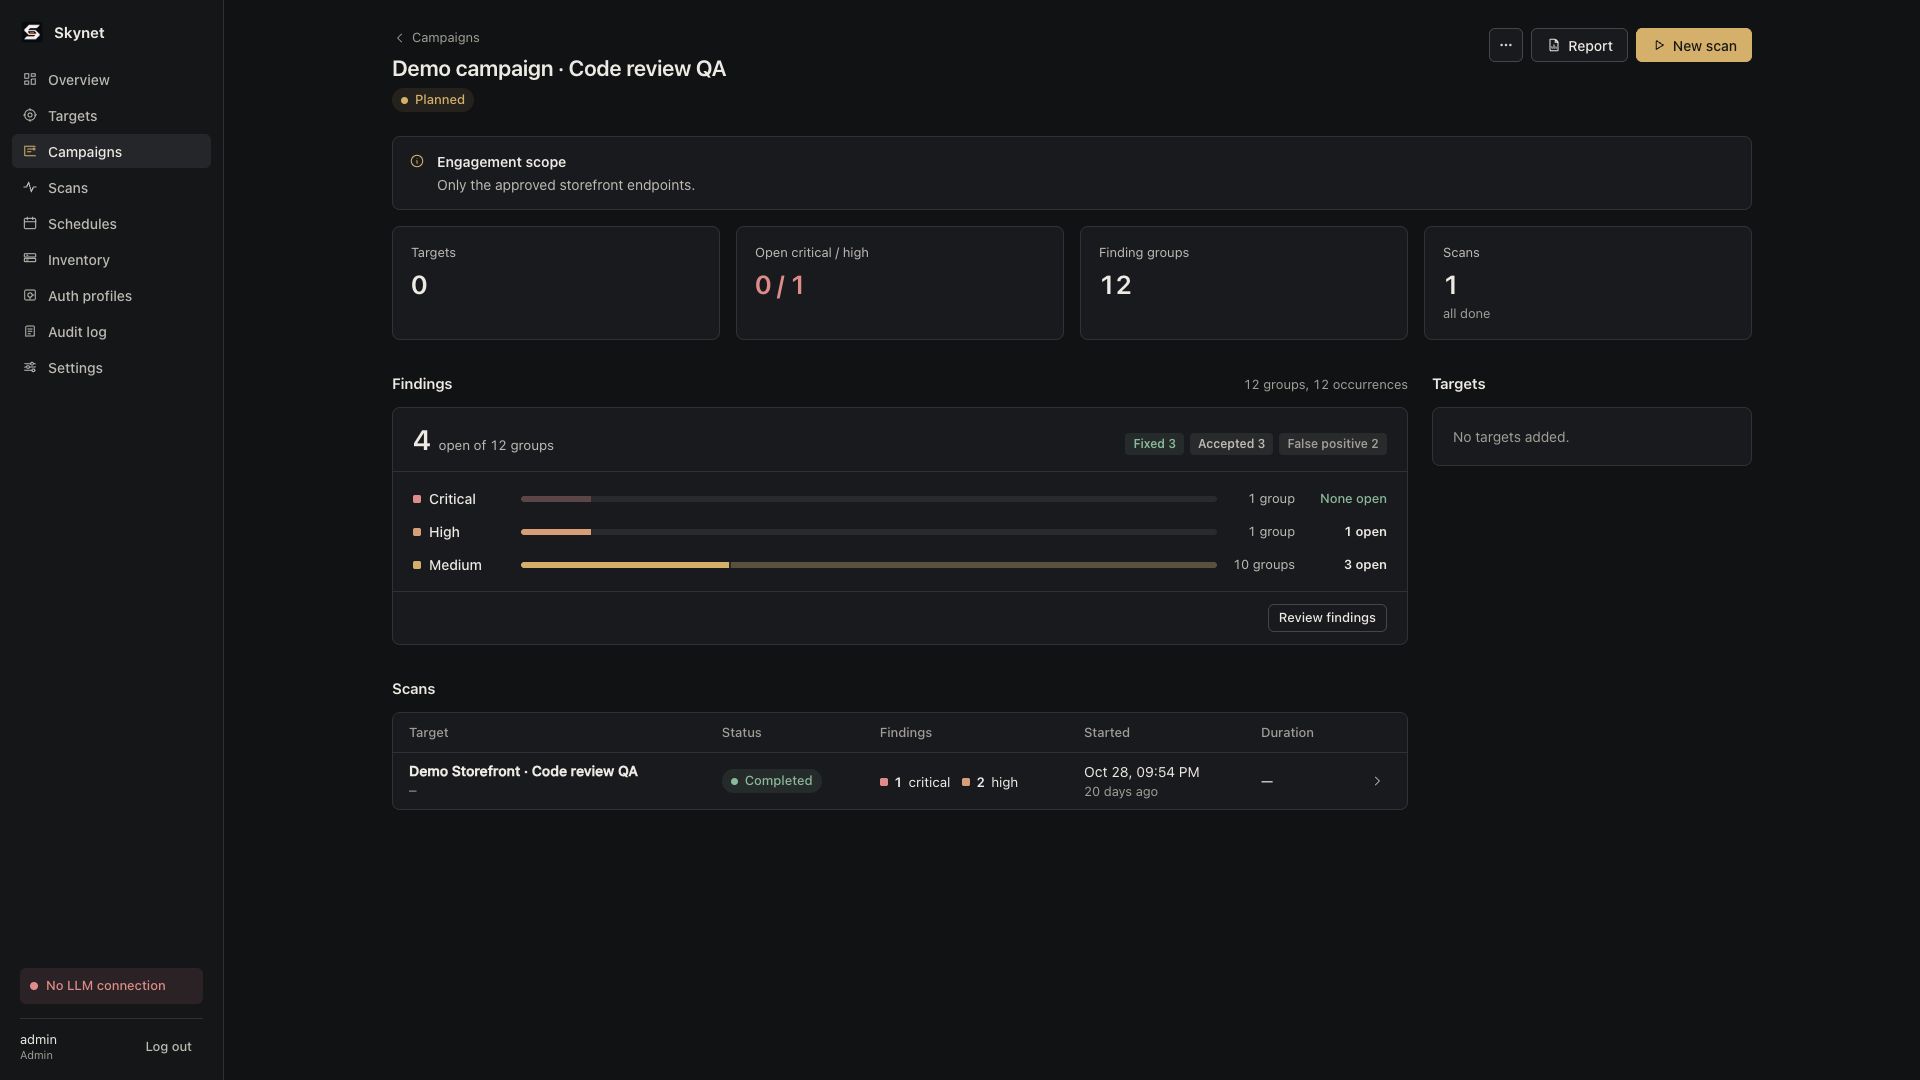 Skynet
Overview
Targets
Campaigns
Scans
Schedules
Inventory
Auth profiles
Audit log
Settings
No LLM connection
admin
Admin
Log out
Campaigns
Demo campaign · Code review QA
Planned
Report
New scan
Engagement scope
Only the approved storefront endpoints.
Targets
0
Open critical / high
0 / 1
Finding groups
12
Scans
1
all done
Findings
12 groups, 12 occurrences
4 open of 12 groups
Fixed 3
Accepted 3
False positive 2
Critical 1 group None open
High 1 group 1 open
Medium 10 groups 3 open
Review findings
Targets
No targets added.
Scans
Target Status Findings Started Duration
Demo Storefront · Code review QA Completed 1 critical 2 high Oct 28, 09:54 PM —
– 20 days ago